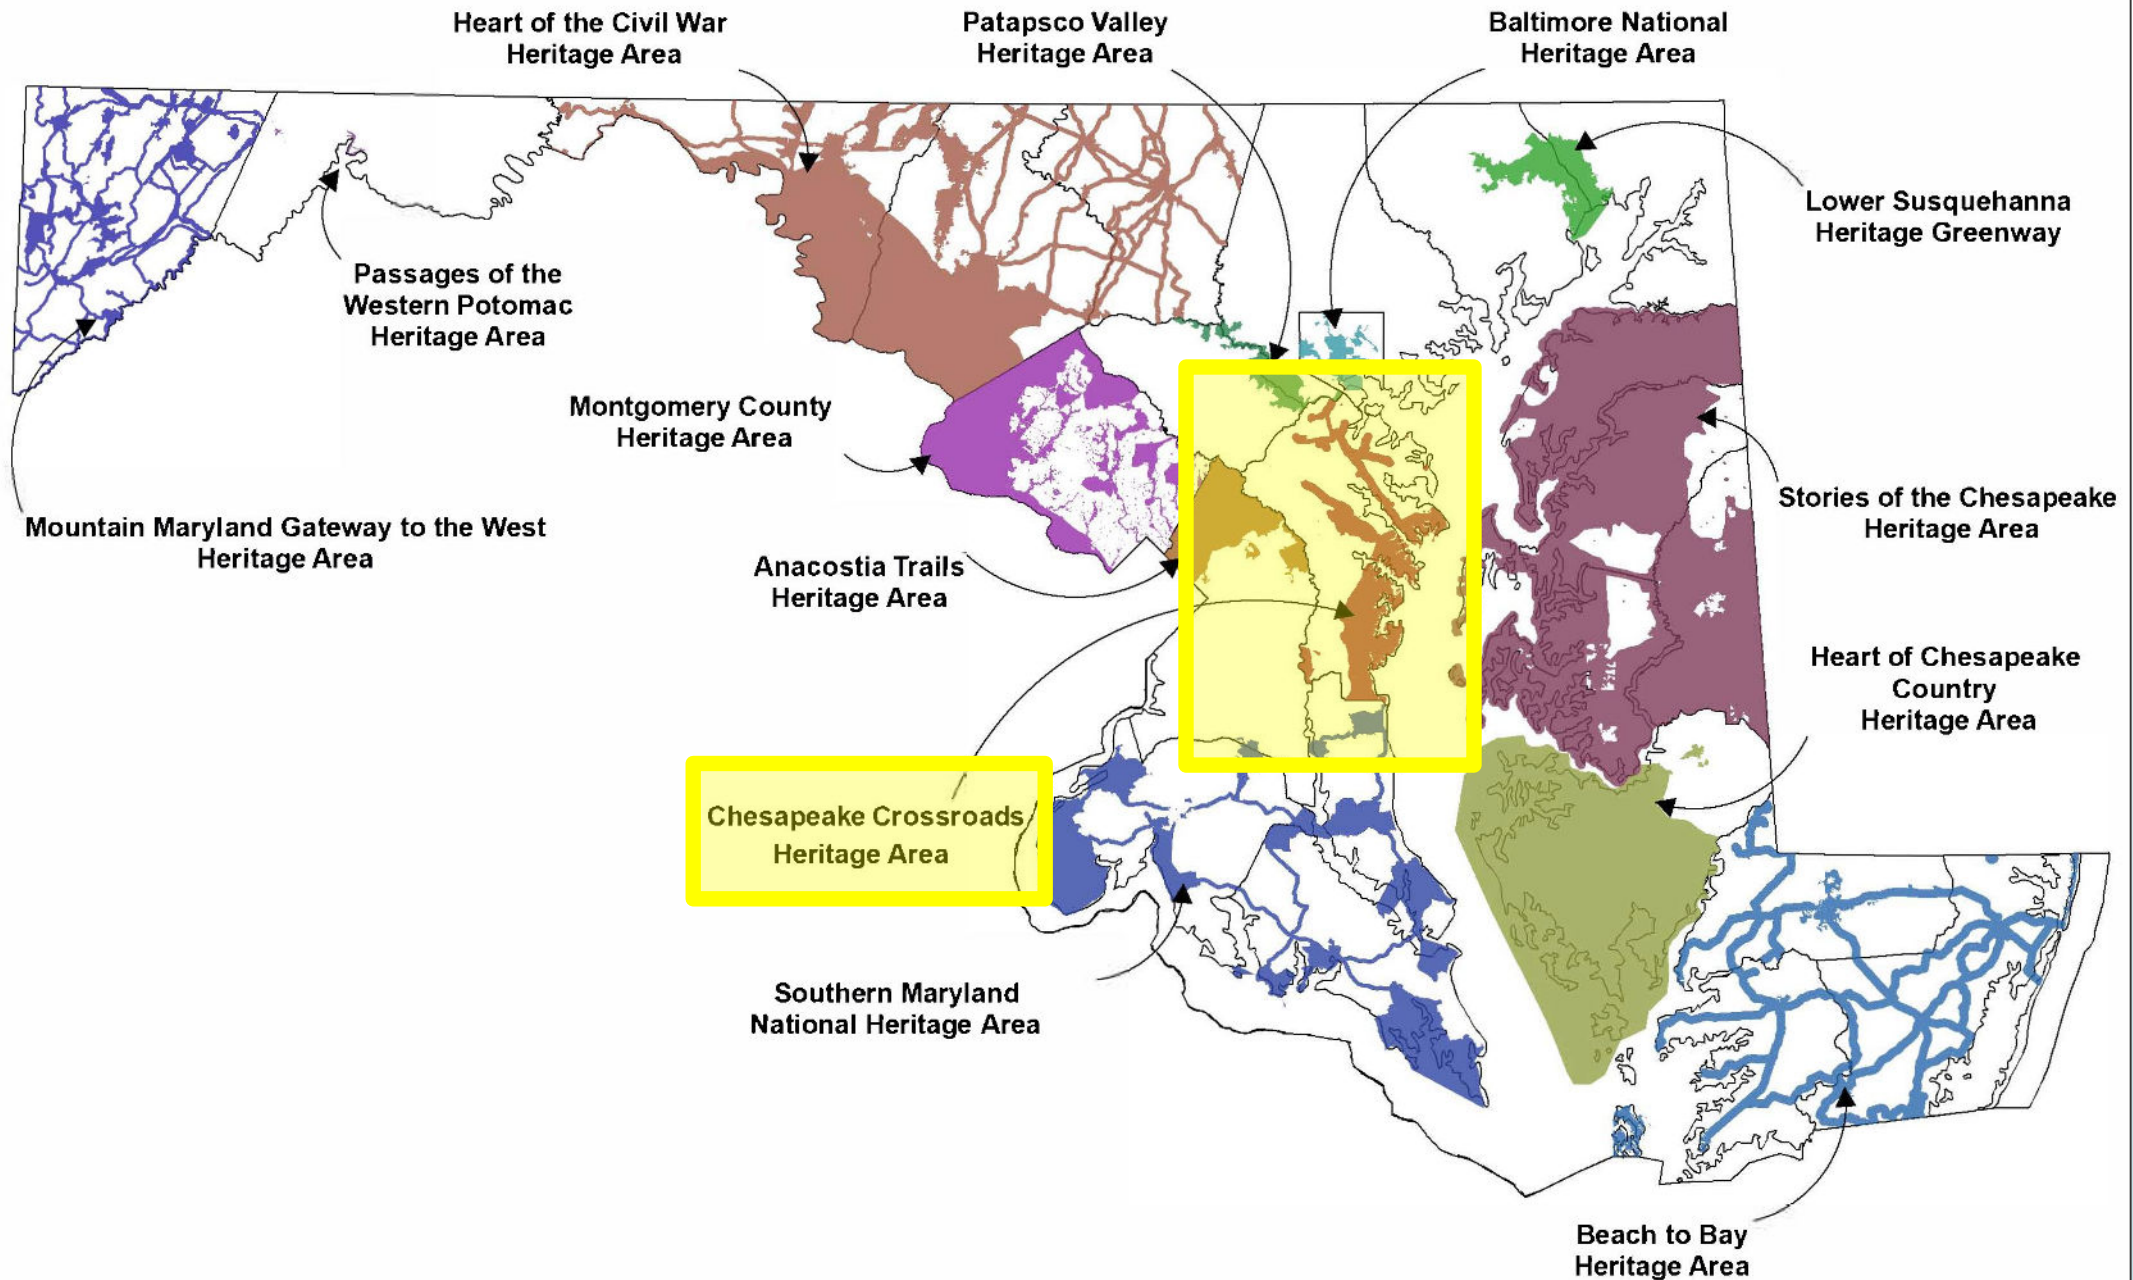 Heart of the Civil War
Heritage Area
Patapsco Valley
Heritage Area
Baltimore National
Heritage Area
Lower Susquehanna
Heritage Greenway
Passages of the
Western Potomac
Heritage Area
Montgomery County
Heritage Area
Mountain Maryland Gateway to the West
Heritage Area
Stories of the Chesapeake
Heritage Area
Anacostia Trails
Heritage Area
Heart of Chesapeake
Country
Heritage Area
Chesapeake Crossroads
Heritage Area
Southern Maryland
National Heritage Area
Beach to Bay
Heritage Area